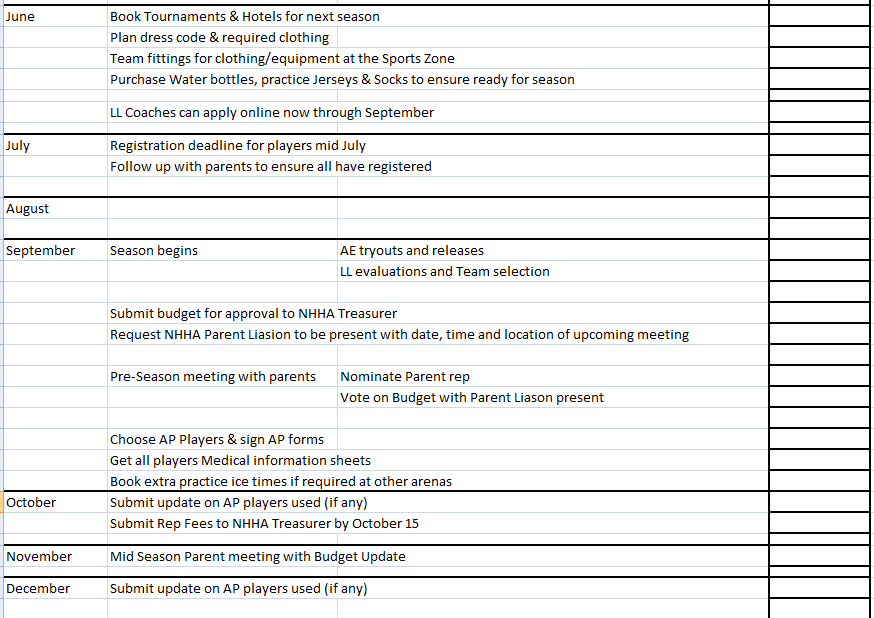 June Book Tournaments & Hotels for next season
Plan dress code & required clothing
Team fittings for clothing/equipment at the Sports Zone
Purchase Water bottles, practice Jerseys & Socks to ensure ready for season
LL Coaches can apply online now through September
July Registration deadline for players mid July
Follow up with parents to ensure all have registered
August
September Season begins AE tryouts and releases
LL evaluations and Team selection
Submit budget for approval to NHHA Treasurer
Request NHHA Parent Liasion to be present with date, time and location of upcoming meeting
Pre-Season meeting with parents Nominate Parent rep
Vote on Budget with Parent Liason present
Choose AP Players & sign AP forms
Get all players Medical information sheets
Book extra practice ice times if required at other arenas
October Submit update on AP players used (if any)
Submit Rep Fees to NHHA Treasurer by October 15
November Mid Season Parent meeting with Budget Update
December Submit update on AP players used (if any)